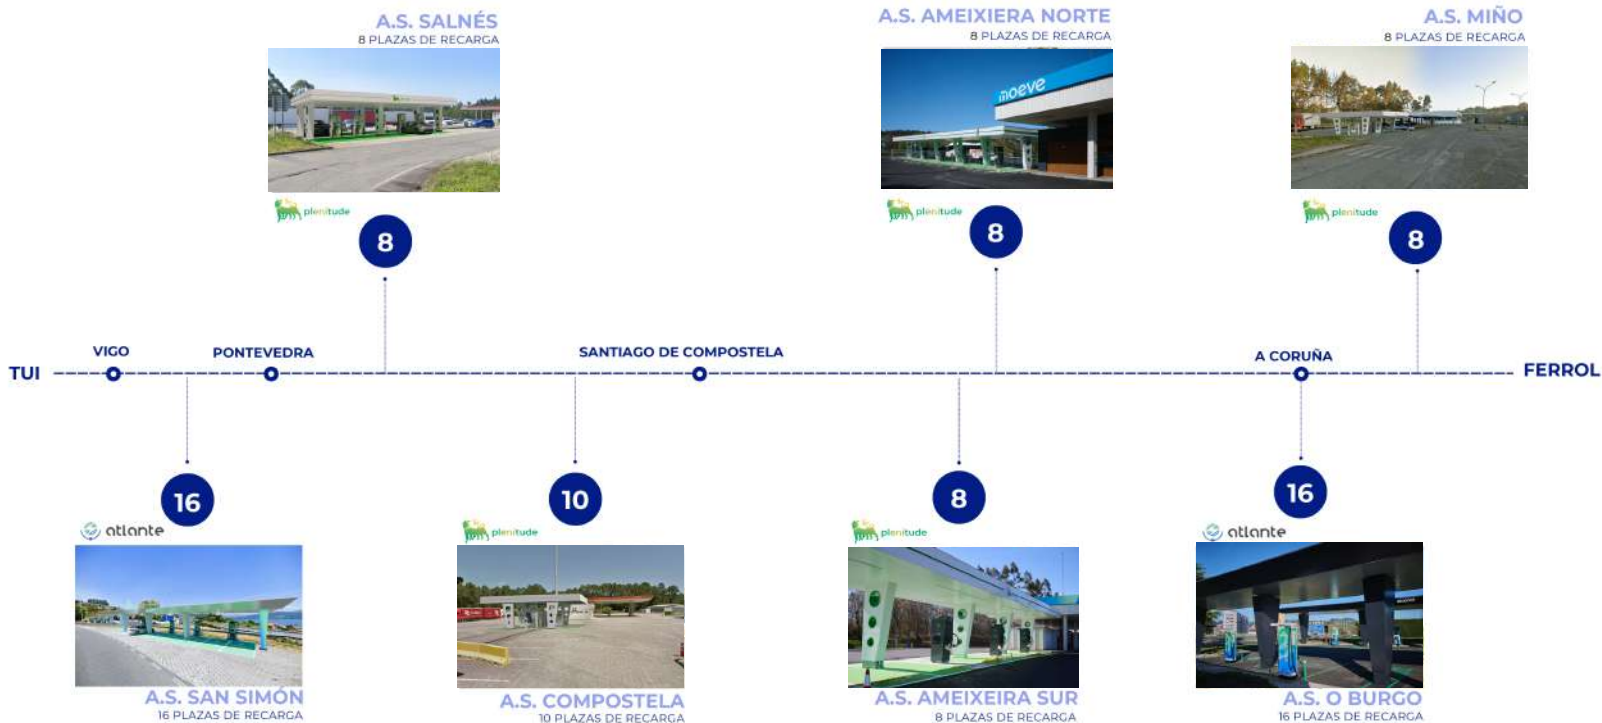 A.S. SALNÉS
8 PLAZAS DE RECARGA
A.S. AMEIXIERA NORTE
8 PLAZAS DE RECARGA
A.S. MIÑO
8 PLAZAS DE RECARGA
moeve
plenitude
plenitude
plenitude
8
8
8
TUI
VIGO
PONTEVEDRA
SANTIAGO DE COMPOSTELA
A CORUÑA
FERROL
16
10
8
16
atlante
plenitude
plenitude
atlante
A.S. SAN SIMÓN
16 PLAZAS DE RECARGA
A.S. COMPOSTELA
10 PLAZAS DE RECARGA
A.S. AMEIXEIRA SUR
8 PLAZAS DE RECARGA
A.S. O BURGO
16 PLAZAS DE RECARGA